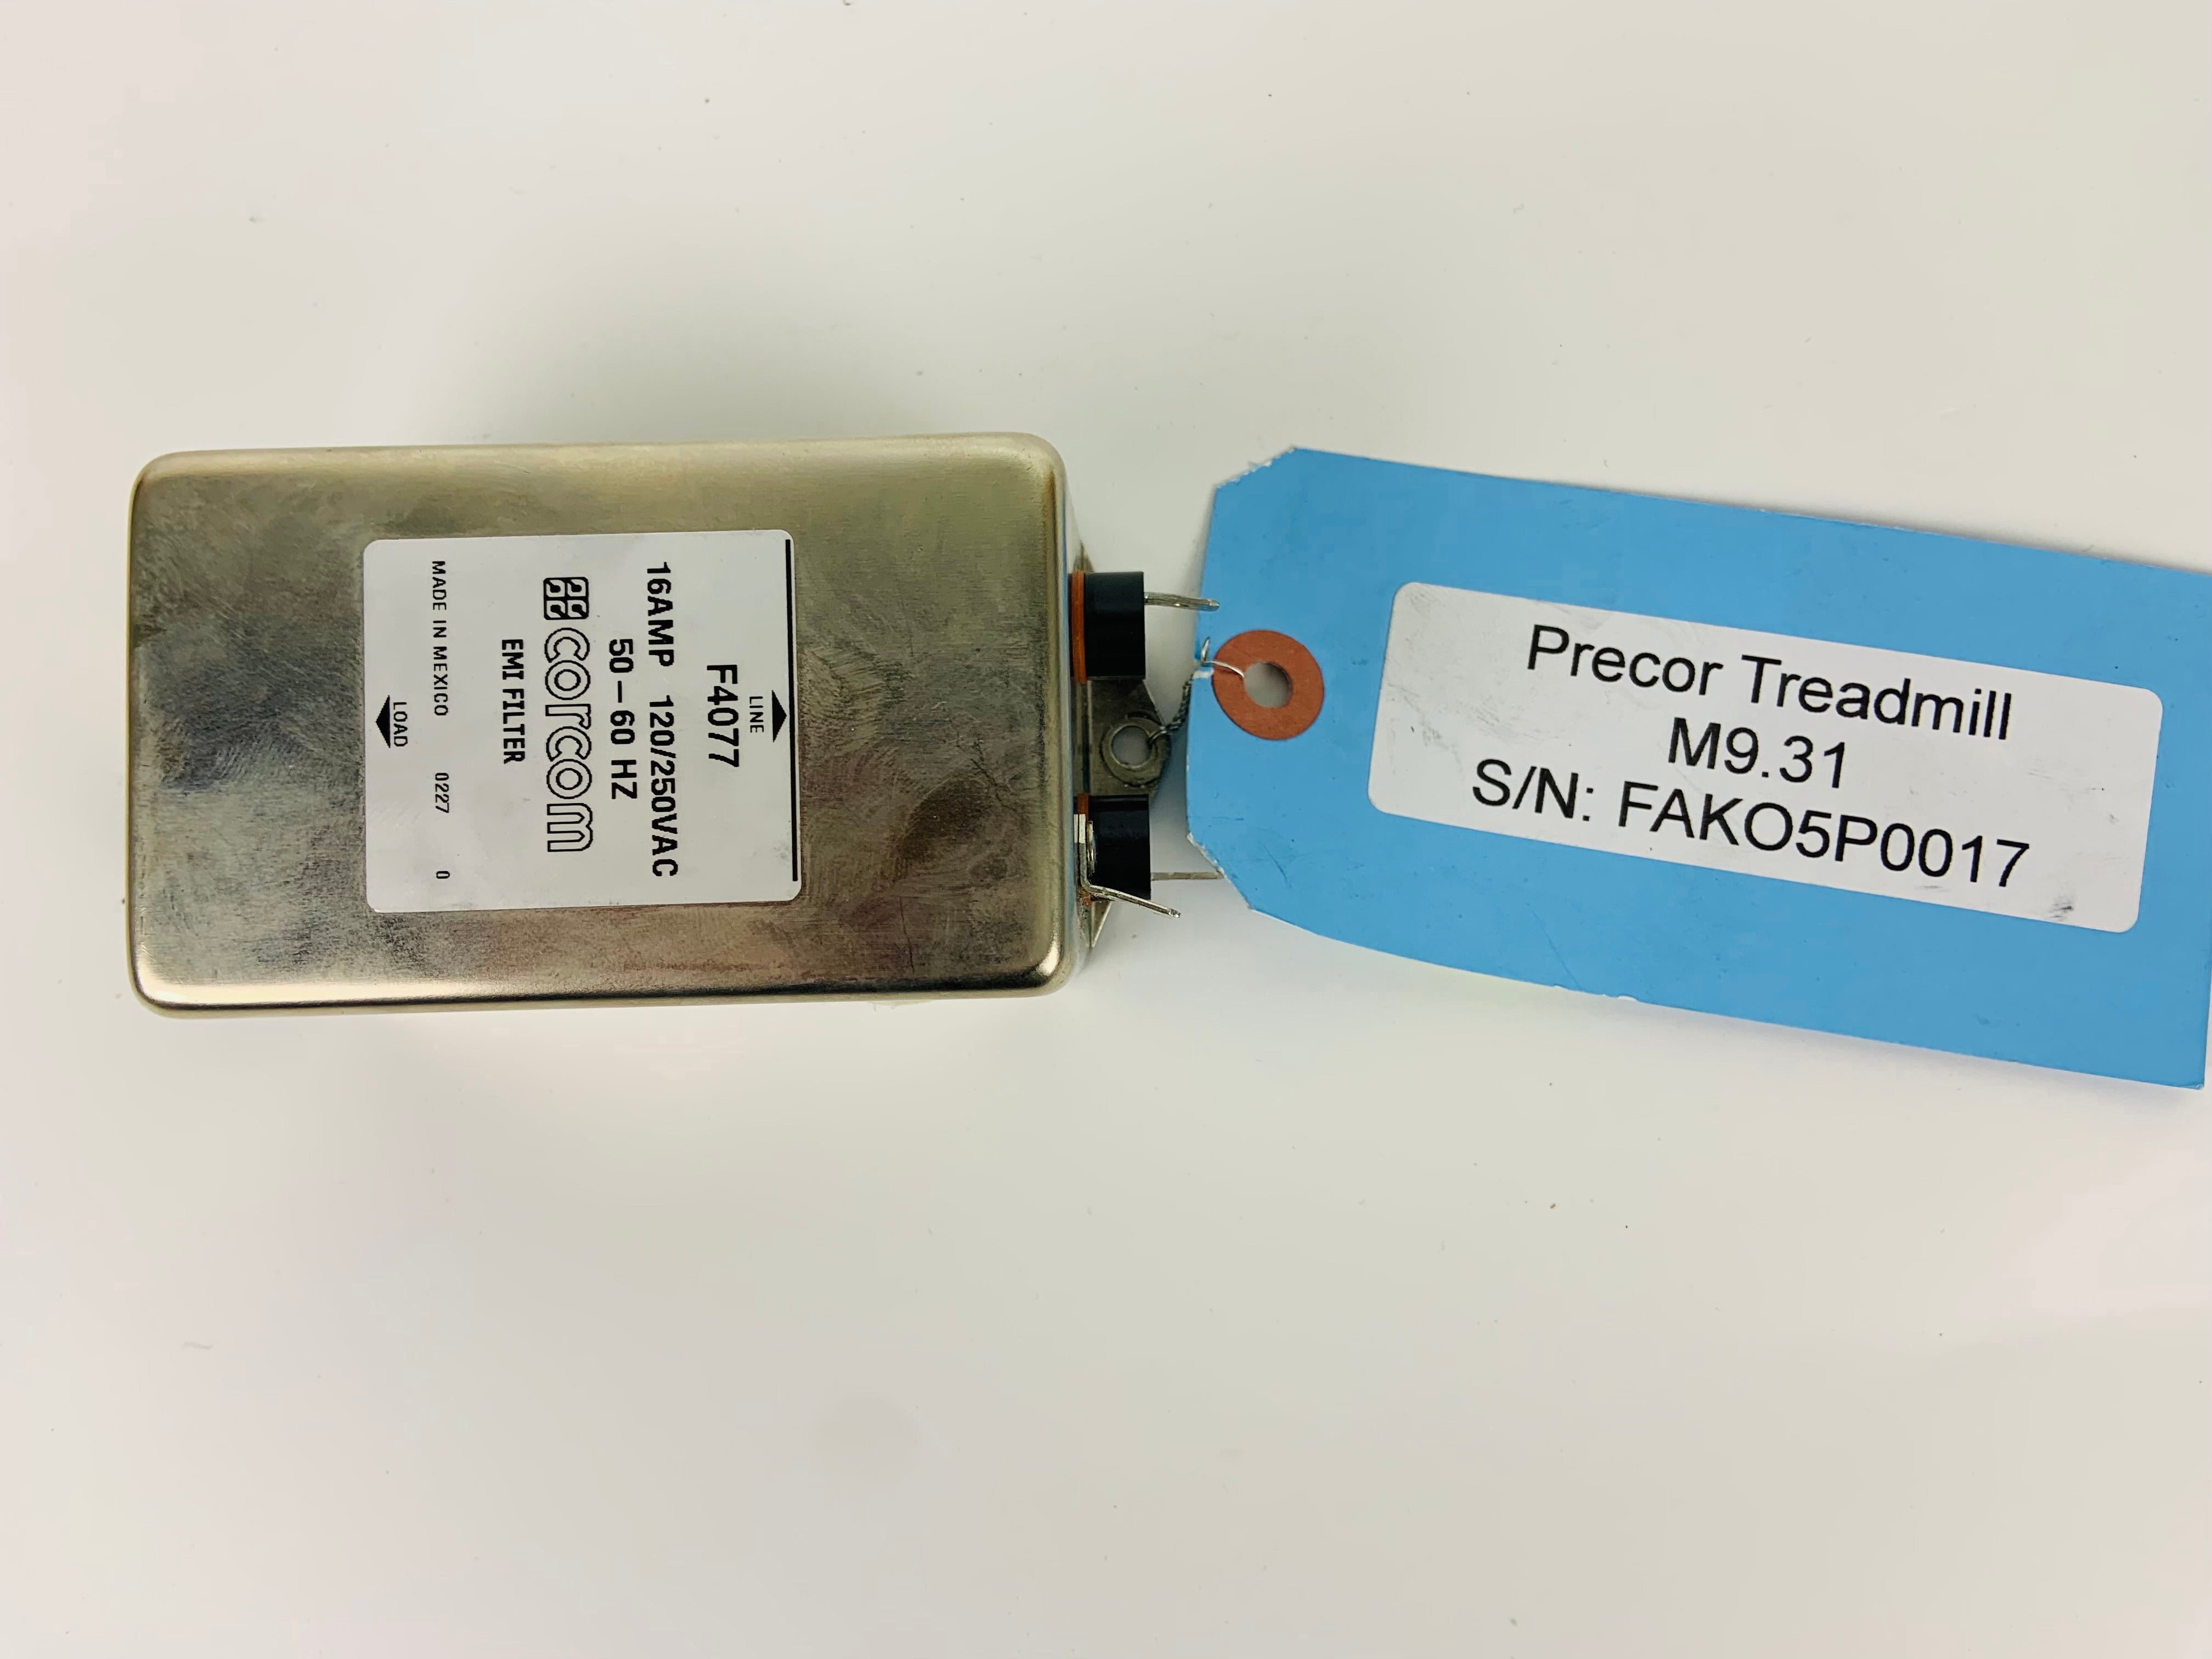 LINE
F4077
16AMP 120/250VAC
50–60 HZ
corcom
EMI FILTER
MADE IN MEXICO 0227 0
LOAD
Precor Treadmill
M9.31
S/N: FAKO5P0017